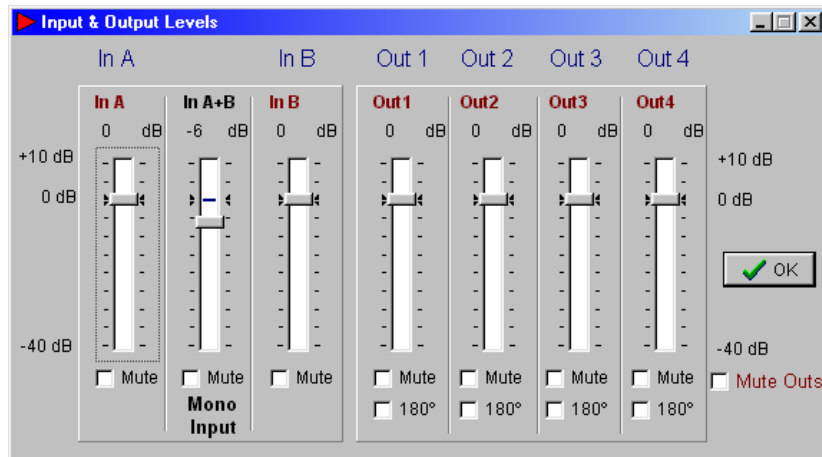 Input & Output Levels
In A In B Out 1 Out 2 Out 3 Out 4
In A In A+B In B Out1 Out2 Out3 Out4
0 dB -6 dB 0 dB 0 dB 0 dB 0 dB 0 dB
+10 dB +10 dB
0 dB 0 dB
OK
-40 dB -40 dB
Mute Mute Mute Mute Mute Mute Mute Mute Outs
Mono 180° 180° 180° 180°
Input